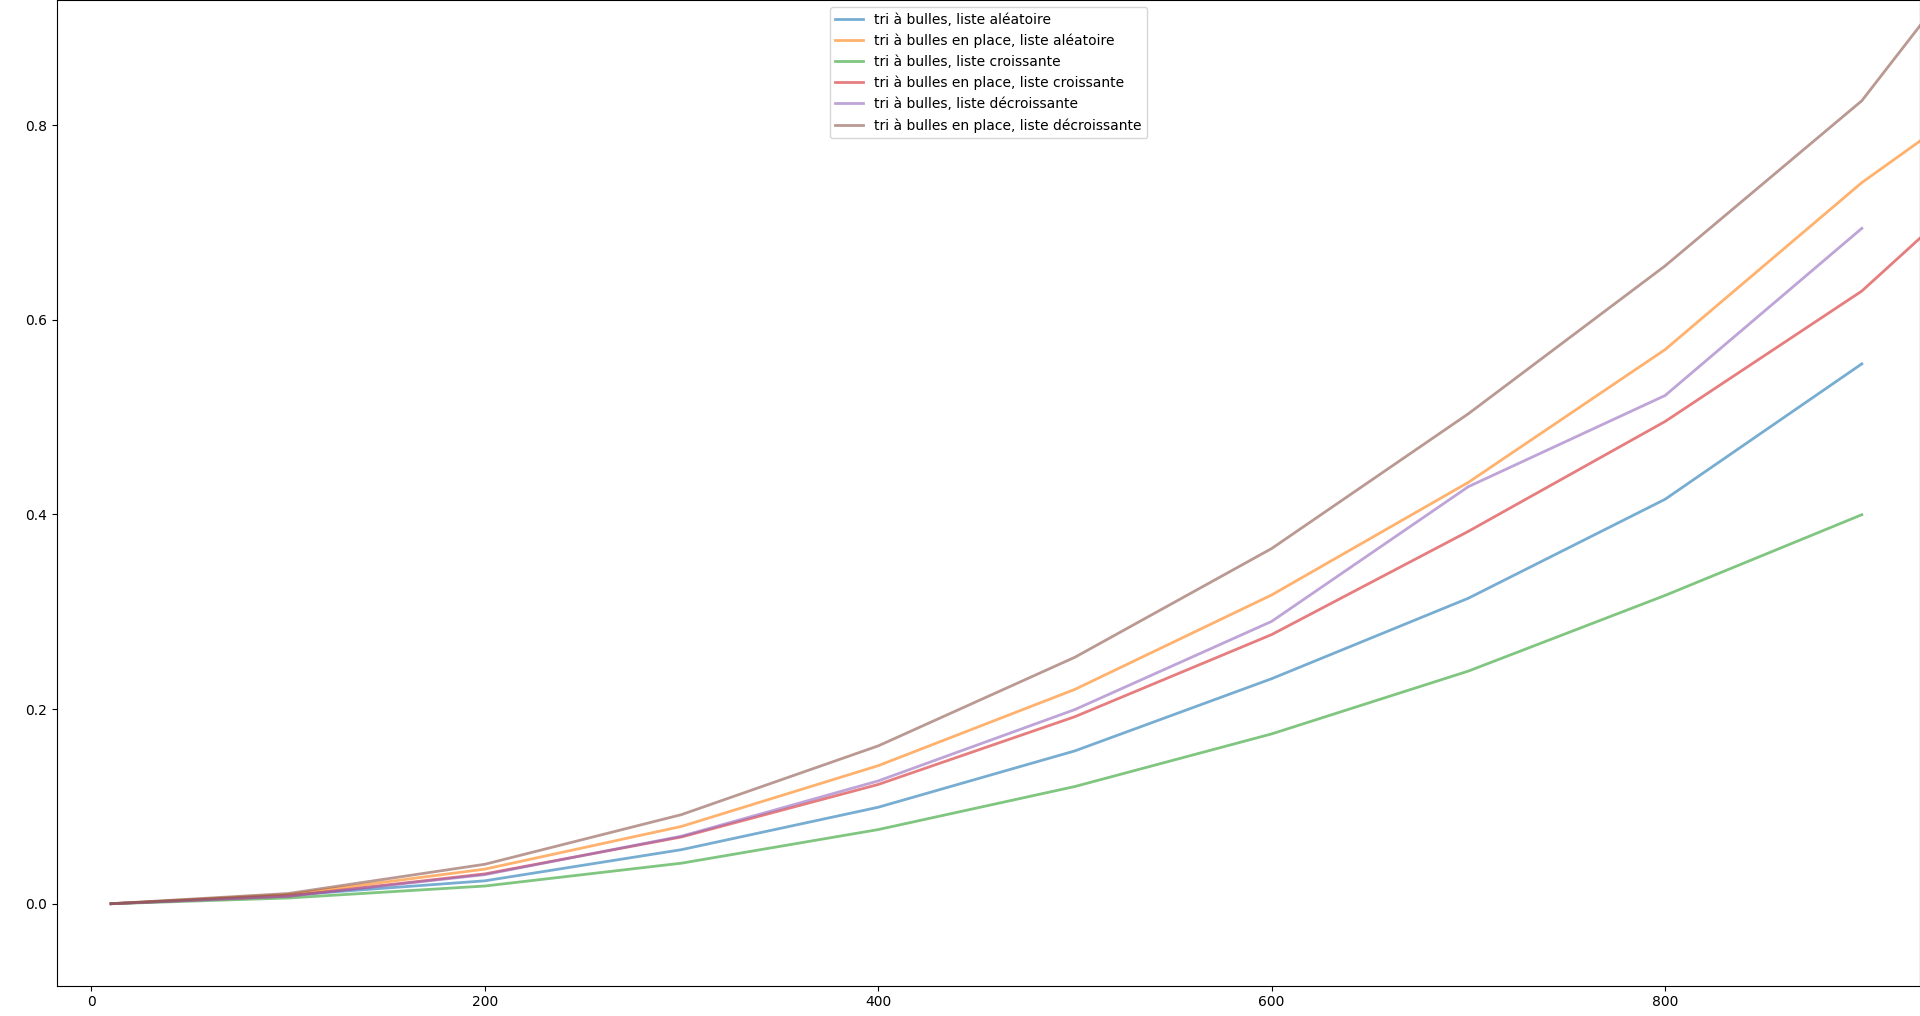 tri à bulles, liste aléatoire
tri à bulles en place, liste aléatoire
tri à bulles, liste croissante
tri à bulles en place, liste croissante
tri à bulles, liste décroissante
tri à bulles en place, liste décroissante
0.8
0.6
0.4
0.2
0.0
0 200 400 600 800